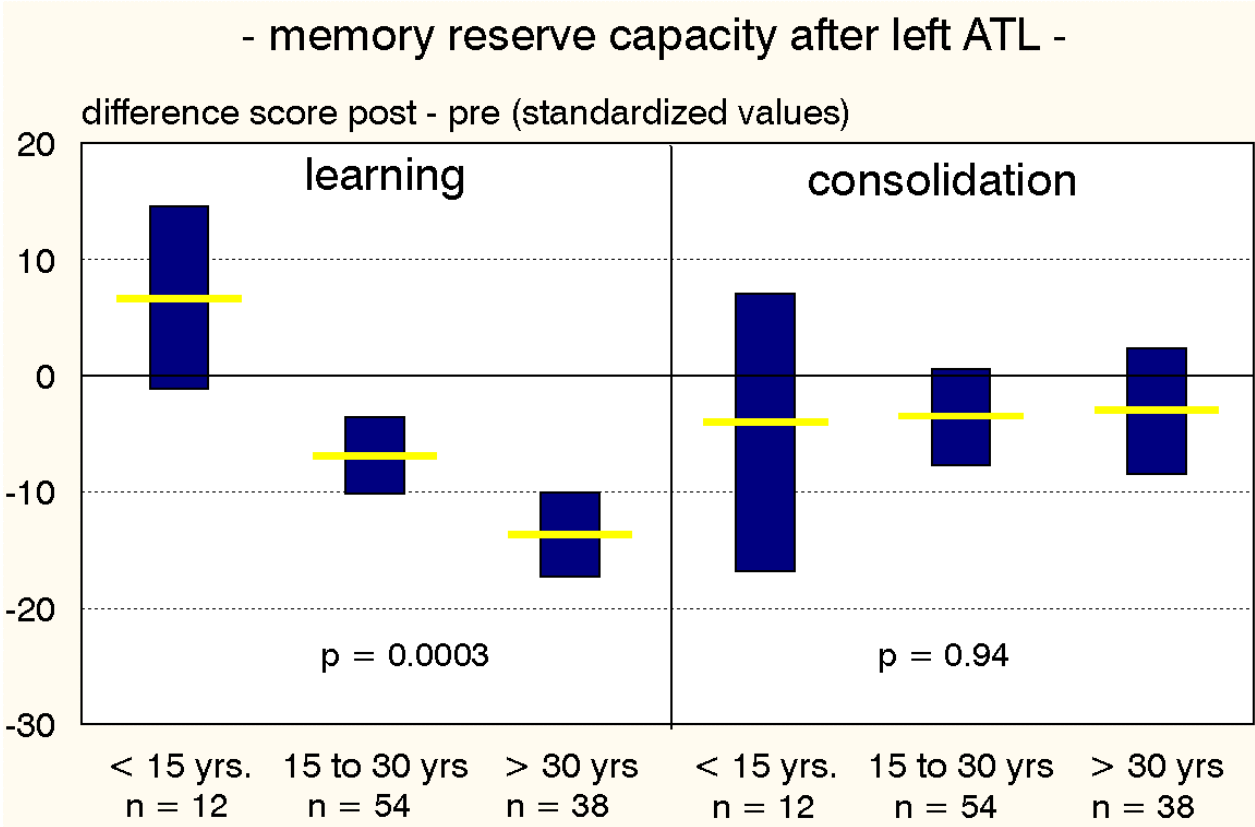 - memory reserve capacity after left ATL -
difference score post - pre (standardized values)
20
10
0
-10
-20
-30
learning
consolidation
p = 0.0003
p = 0.94
< 15 yrs.
n = 12
15 to 30 yrs
n = 54
> 30 yrs
n = 38
< 15 yrs.
n = 12
15 to 30 yrs
n = 54
> 30 yrs
n = 38